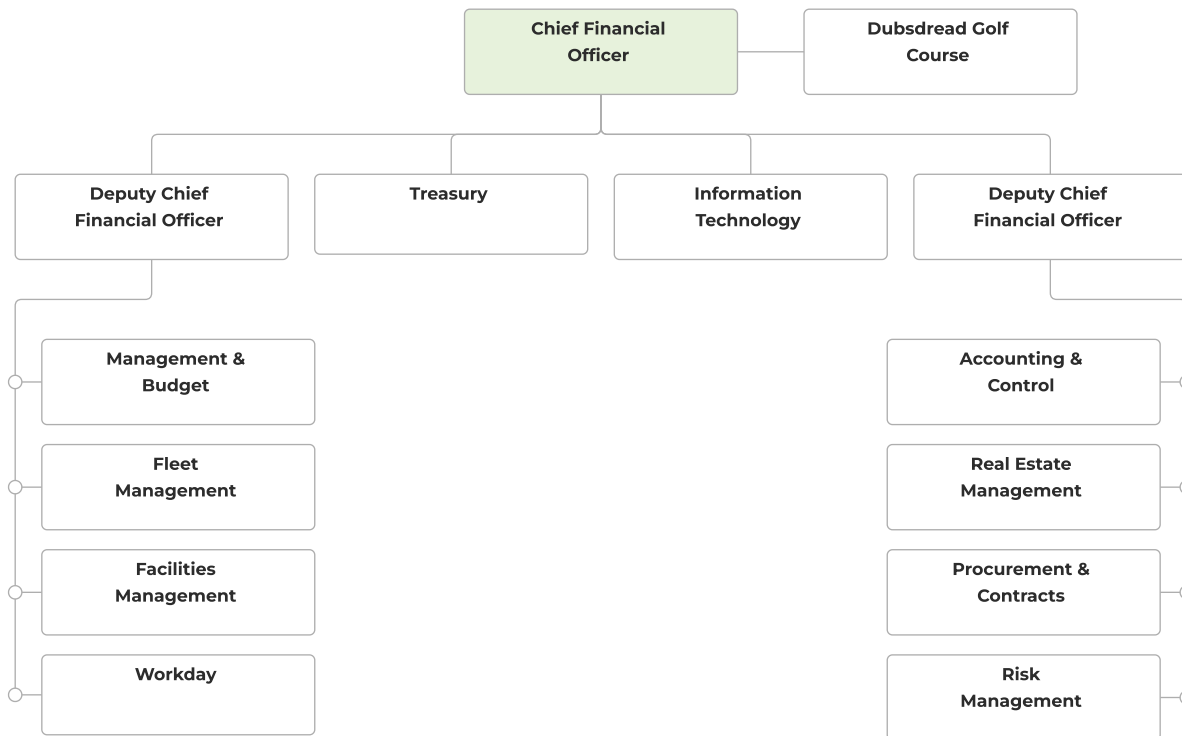 Chief Financial
Officer
Dubsdread Golf
Course
Deputy Chief
Financial Officer
Treasury
Information
Technology
Deputy Chief
Financial Officer
Management &
Budget
Accounting &
Control
Fleet
Management
Real Estate
Management
Facilities
Management
Procurement &
Contracts
Workday
Risk
Management